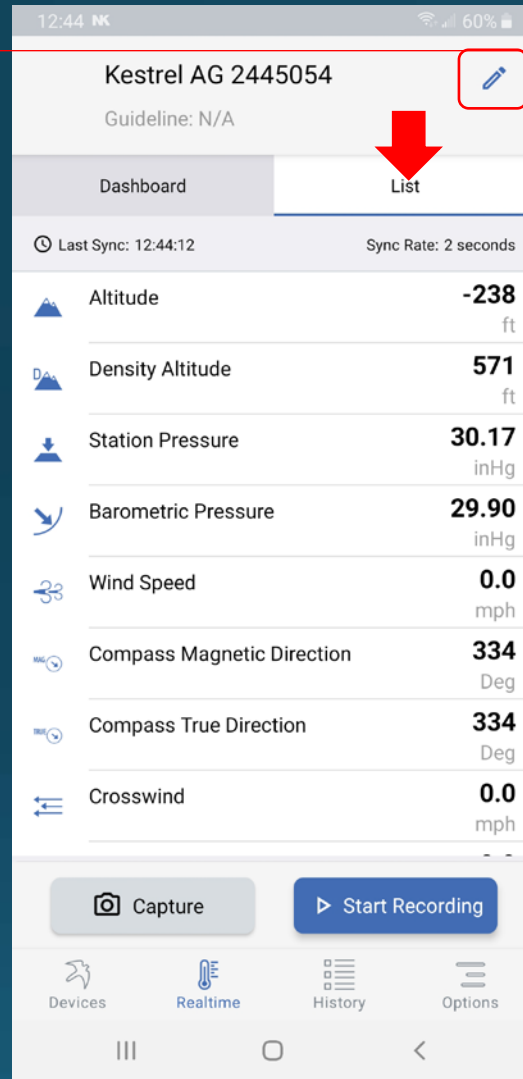 12:44 NK 60%
Kestrel AG 2445054
Guideline: N/A
Dashboard List
Last Sync: 12:44:12 Sync Rate: 2 seconds
Altitude -238
ft
D
Density Altitude 571
ft
Station Pressure 30.17
inHg
Barometric Pressure 29.90
inHg
Wind Speed 0.0
mph
MAG Compass Magnetic Direction 334
Deg
TRUE Compass True Direction 334
Deg
Crosswind 0.0
mph
Capture Start Recording
Devices Realtime History Options